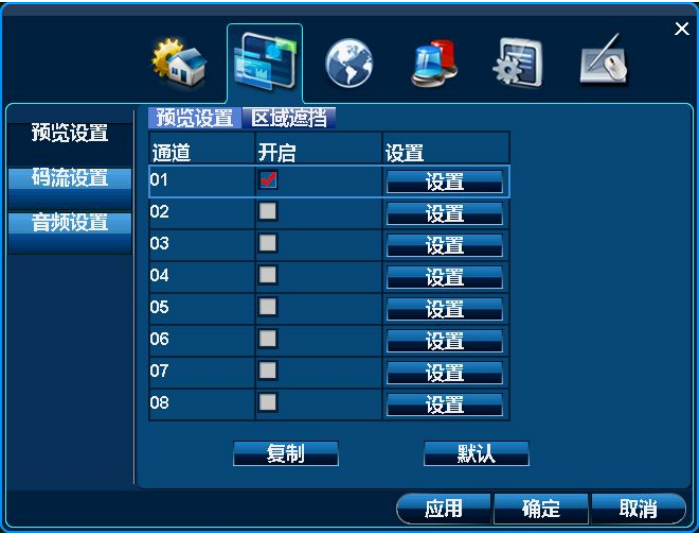 预览设置 区域遮挡
预览设置
码流设置
音频设置
通道 开启 设置
01 设置
02 设置
03 设置
04 设置
05 设置
06 设置
07 设置
08 设置
复制 默认
应用 确定 取消